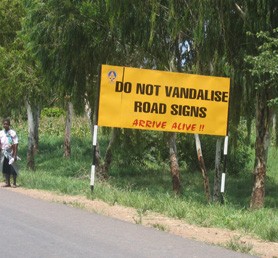 DO NOT VANDALISE
ROAD SIGNS
ARRIVE ALIVE !!